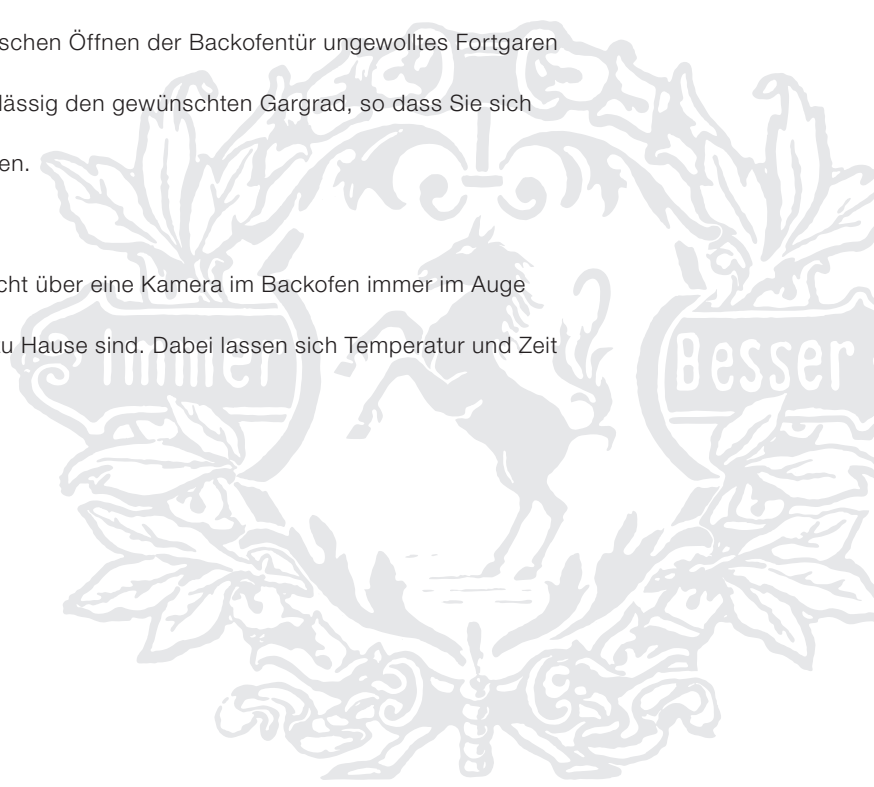 schen Öffnen der Backofentür ungewolltes Fortgaren
lässig den gewünschten Gargrad, so dass Sie sich
en.
cht über eine Kamera im Backofen immer im Auge
u Hause sind. Dabei lassen sich Temperatur und Zeit
Immer Besser